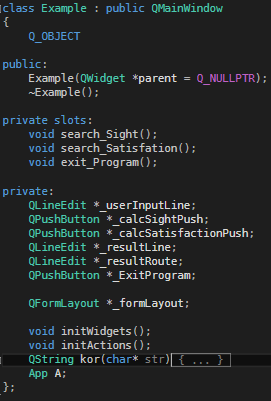 class Example : public QMainWindow
{
Q_OBJECT
public:
Example(QWidget *parent = Q_NULLPTR);
~Example();
private slots:
void search_Sight();
void search_Satisfation();
void exit_Program();
private:
QLineEdit *_userInputLine;
QPushButton *_calcSightPush;
QPushButton *_calcSatisfactionPush;
QLineEdit *_resultLine;
QLineEdit *_resultRoute;
QPushButton *_ExitProgram;
QFormLayout *_formLayout;
void initWidgets();
void initActions();
QString kor(char* str){ ... }
App A;
};